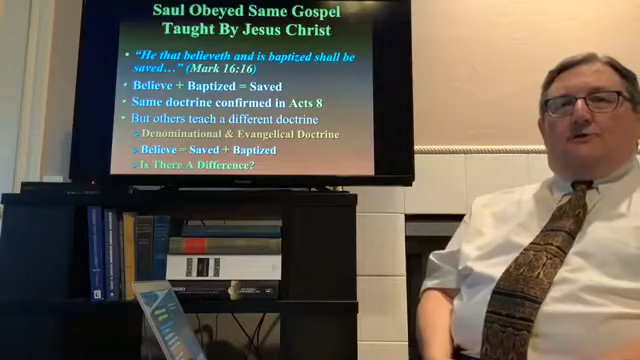 Saul Obeyed Same Gospel
Taught By Jesus Christ
• "He that believeth and is baptized shall be
saved…" (Mark 16:16)
• Believe + Baptized = Saved
• Same doctrine confirmed in Acts 8
• But others teach a different doctrine
➢ Denominational & Evangelical Doctrine
➢ Believe = Saved + Baptized
➢ Is There A Difference?